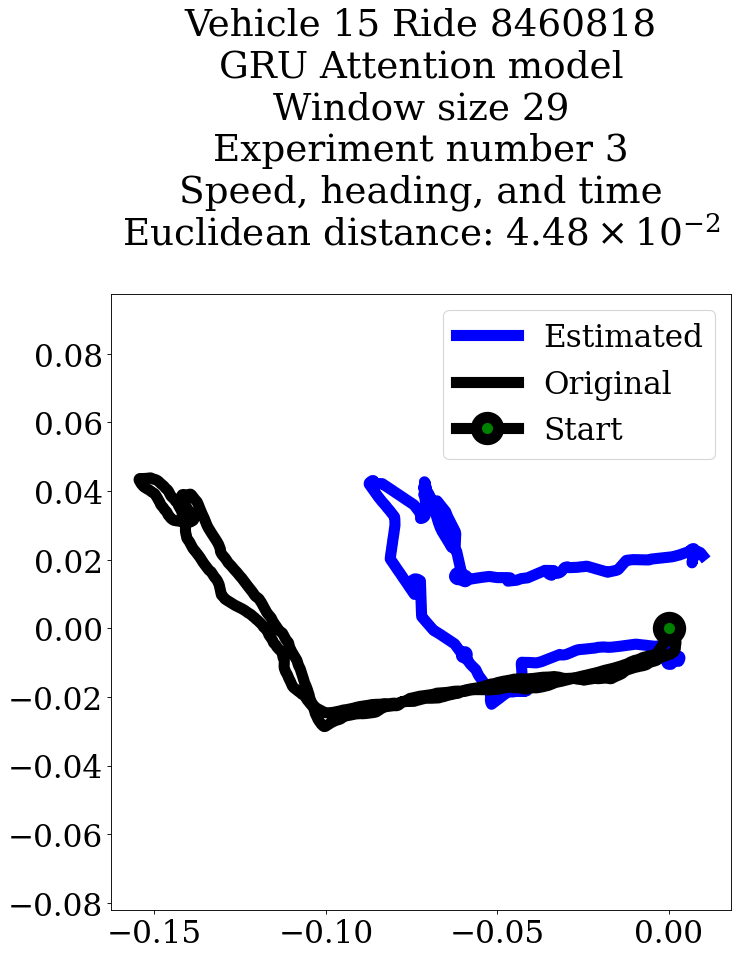 Vehicle 15 Ride 8460818
GRU Attention model
Window size 29
Experiment number 3
Speed, heading, and time
Euclidean distance: 4.48 × 10⁻²
Estimated
Original
Start
0.08
0.06
0.04
0.02
0.00
−0.02
−0.04
−0.06
−0.08
−0.15 −0.10 −0.05 0.00